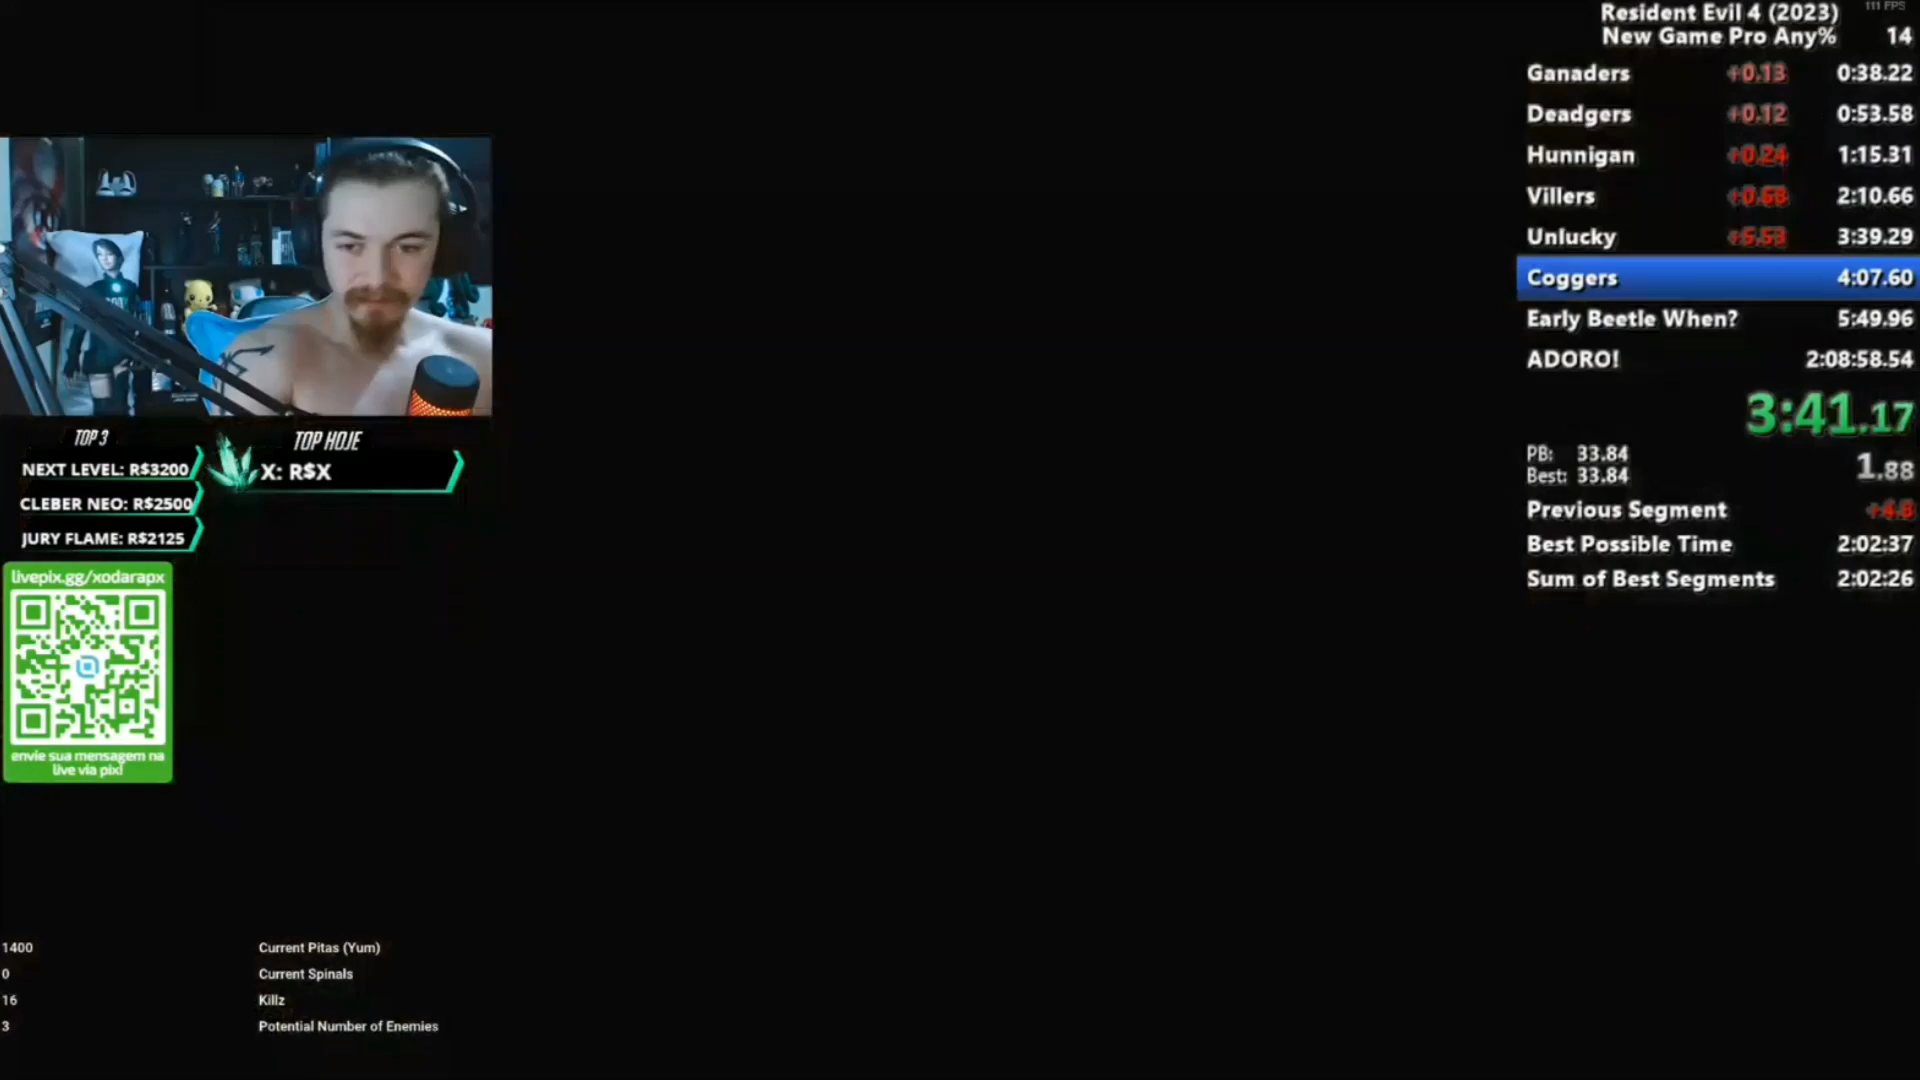 111 FPS
Resident Evil 4 (2023)
New Game Pro Any% 14
Ganaders +0.13 0:38.22
Deadgers +0.12 0:53.58
Hunnigan +0.24 1:15.31
Villers +0.58 2:10.66
Unlucky +5.53 3:39.29
Coggers 4:07.60
Early Beetle When? 5:49.96
ADORO! 2:08:58.54
3:41.17
PB: 33.84
Best: 33.84
1.88
Previous Segment +4.8
Best Possible Time 2:02:37
Sum of Best Segments 2:02:26
TOP 3
NEXT LEVEL: R$3200
CLEBER NEO: R$2500
JURY FLAME: R$2125
TOP HOJE
X: R$X
livepix.gg/xodarapx
envie sua mensagem na
live via pix!
1400 Current Pitas (Yum)
0 Current Spinals
16 Killz
3 Potential Number of Enemies